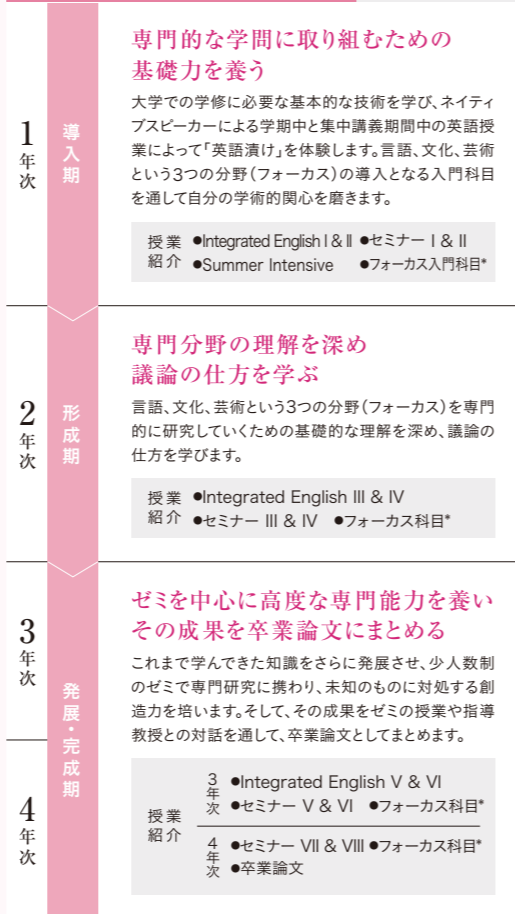 1年次
導入期
専門的な学問に取り組むための
基礎力を養う
大学での学修に必要な基本的な技術を学び、ネイティ
ブスピーカーによる学期中と集中講義期間中の英語授
業によって「英語漬け」を体験します。言語、文化、芸術
という3つの分野（フォーカス）の導入となる入門科目
を通して自分の学術的関心を磨きます。
授業紹介
●Integrated English I & II ●セミナー I & II
●Summer Intensive ●フォーカス入門科目*
2年次
形成期
専門分野の理解を深め
議論の仕方を学ぶ
言語、文化、芸術という3つの分野（フォーカス）を専門
的に研究していくための基礎的な理解を深め、議論の
仕方を学びます。
授業紹介
●Integrated English III & IV
●セミナー III & IV ●フォーカス科目*
3年次
4年次
発展・完成期
ゼミを中心に高度な専門能力を養い
その成果を卒業論文にまとめる
これまで学んできた知識をさらに発展させ、少人数制
のゼミで専門研究に携わり、未知のものに対処する創
造力を培います。そして、その成果をゼミの授業や指導
教授との対話を通して、卒業論文としてまとめます。
授業紹介
3年次
●Integrated English V & VI
●セミナー V & VI ●フォーカス科目*
4年次
●セミナー VII & VIII ●フォーカス科目*
●卒業論文